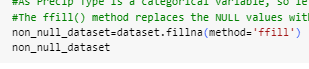 #As Precip Type is a categorical variable, so le
#The ffill() method replaces the NULL values wit
non_null_dataset=dataset.fillna(method='ffill')
non_null_dataset